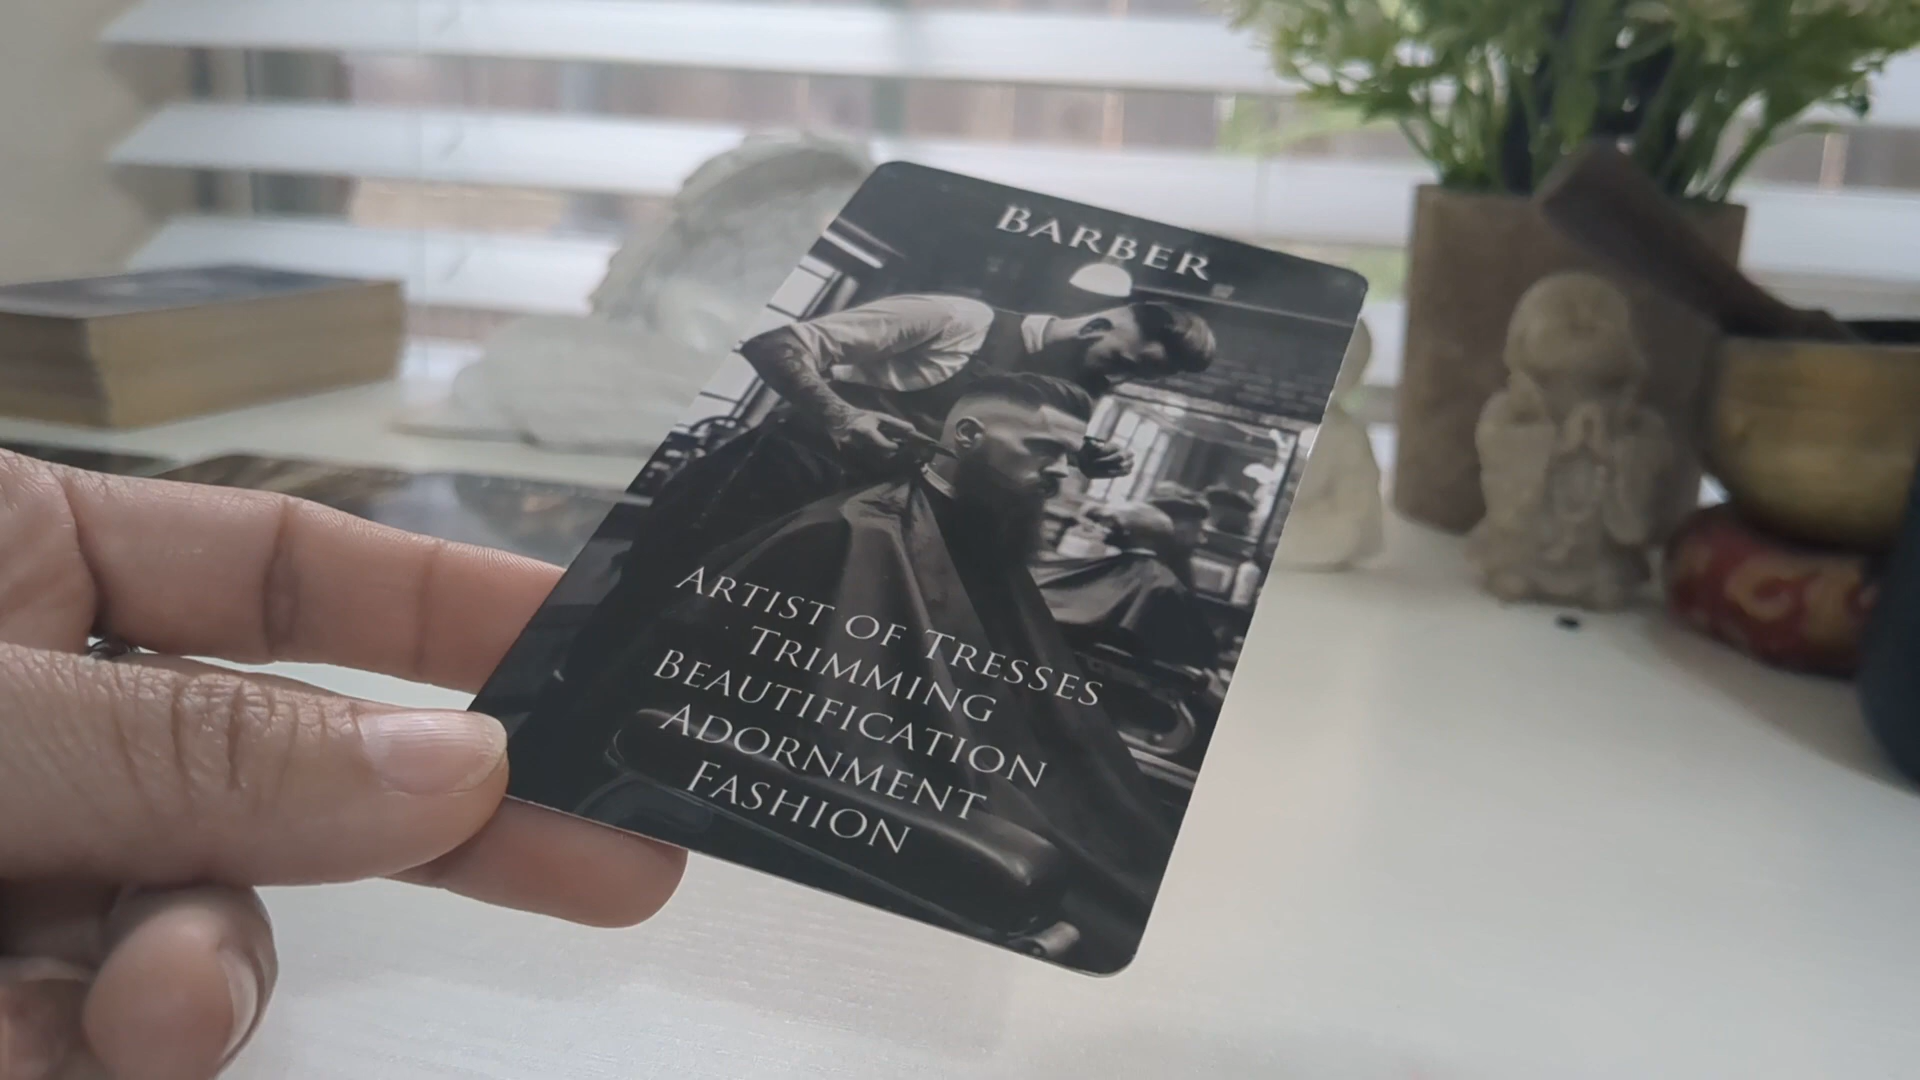 BARBER
ARTIST OF TRESSES
TRIMMING
BEAUTIFICATION
ADORNMENT
FASHION